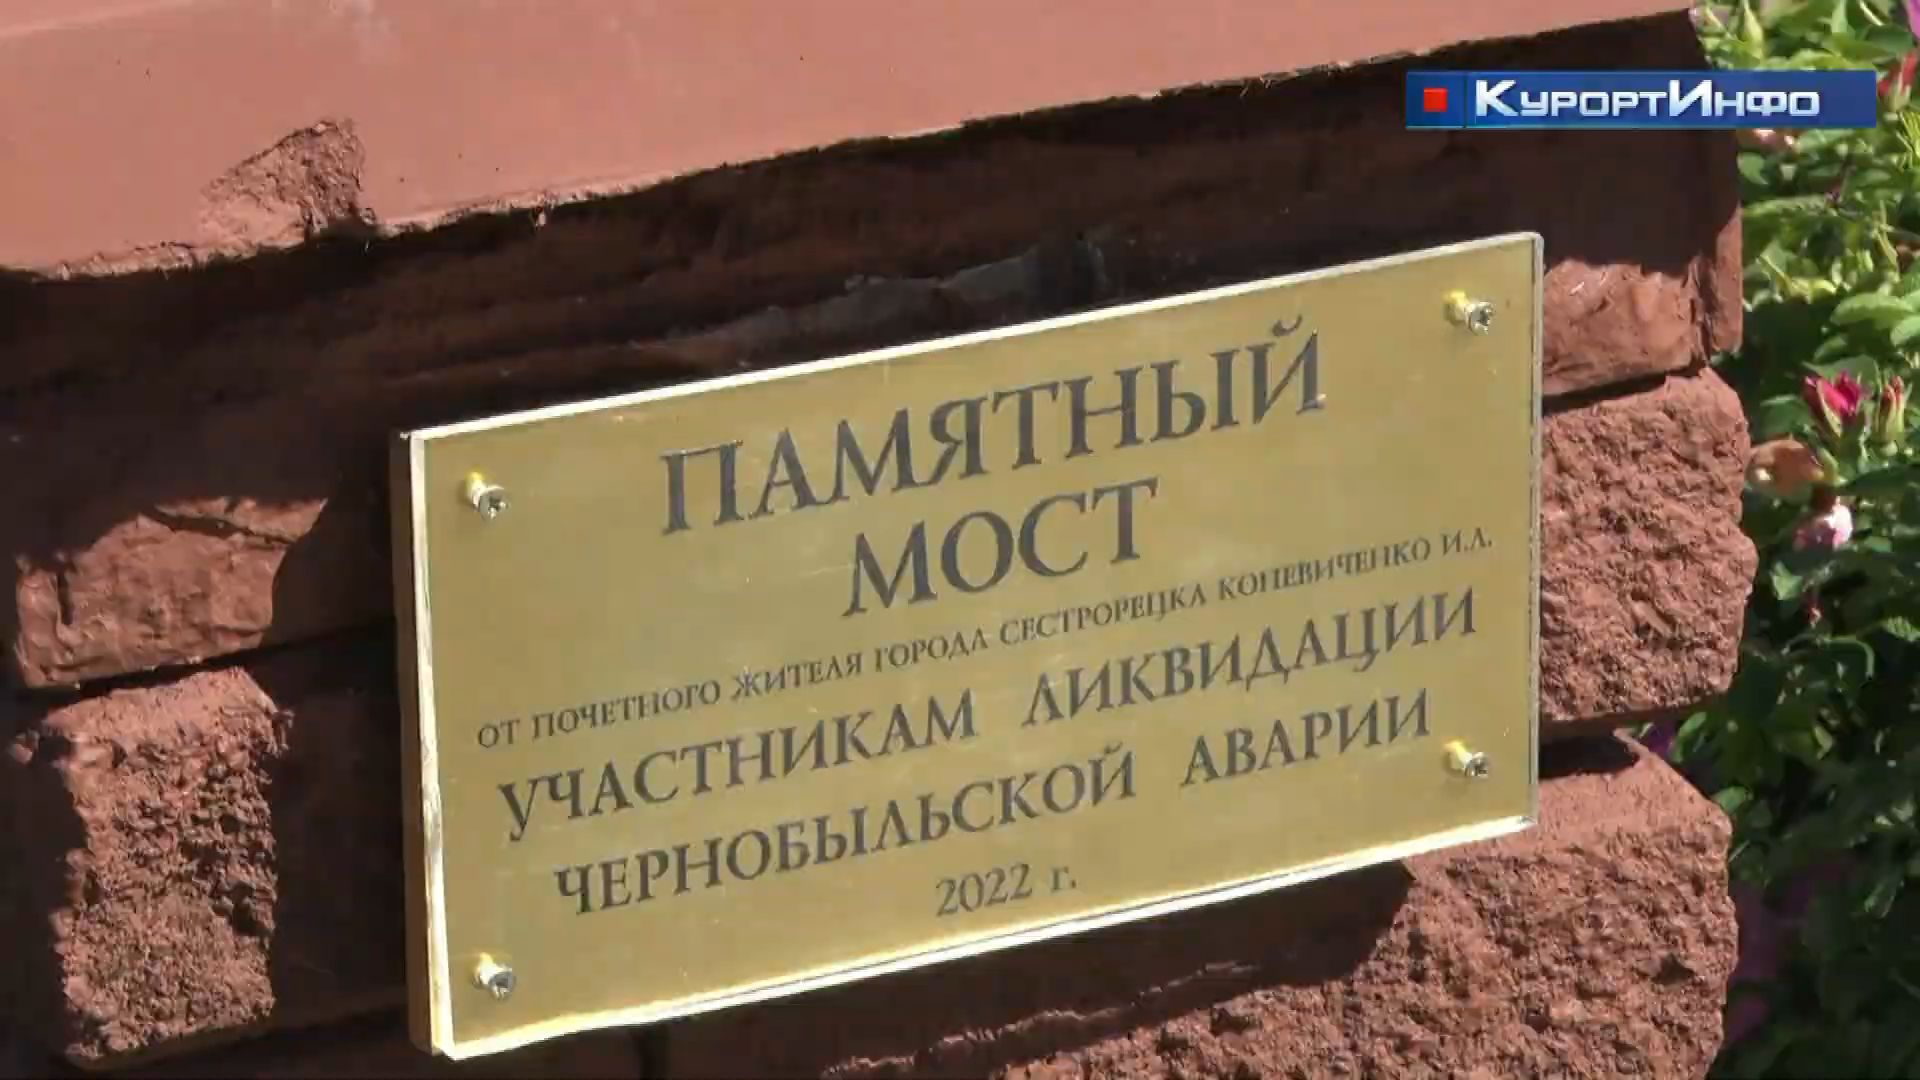 КурортИнфо
ПАМЯТНЫЙ
МОСТ
ОТ ПОЧЕТНОГО ЖИТЕЛЯ ГОРОДА СЕСТРОРЕЦКА КОНЕВИЧЕНКО И.Л.
УЧАСТНИКАМ ЛИКВИДАЦИИ
ЧЕРНОБЫЛЬСКОЙ АВАРИИ
2022 г.